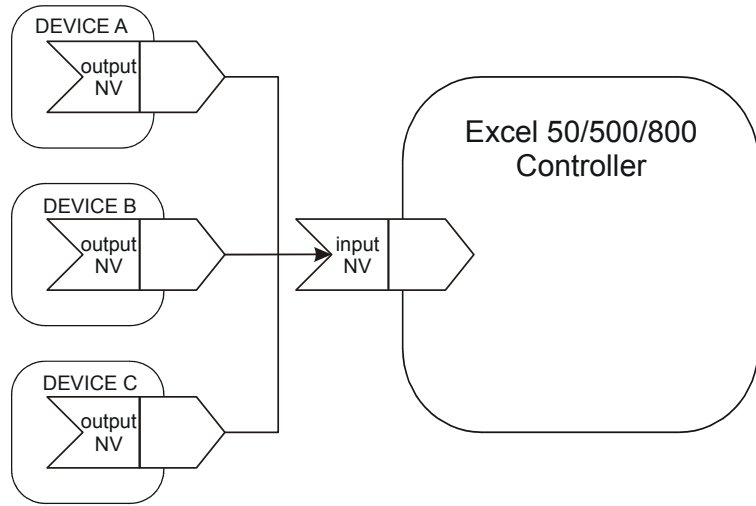 DEVICE A
output
NV
DEVICE B
output
NV
DEVICE C
output
NV
input
NV
Excel 50/500/800
Controller